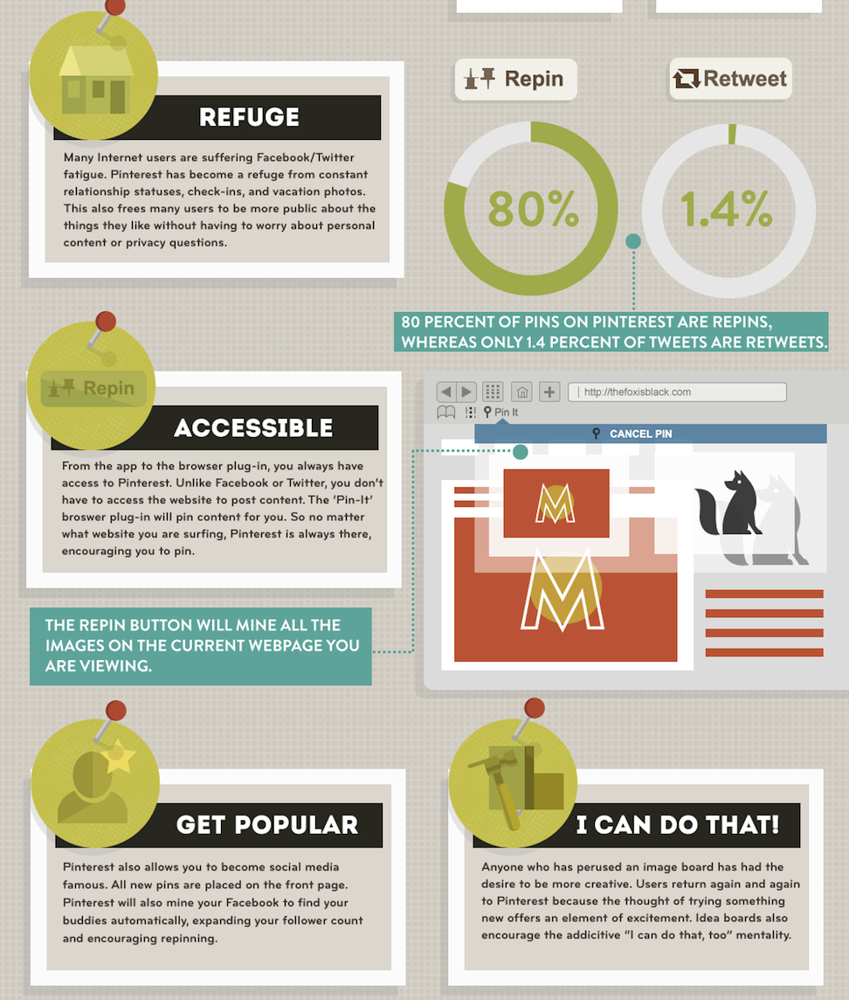 Repin
Retweet
REFUGE
Many Internet users are suffering Facebook/Twitter
fatigue. Pinterest has become a refuge from constant
relationship statuses, check-ins, and vacation photos.
This also frees many users to be more public about the
things they like without having to worry about personal
content or privacy questions.
80%
1.4%
80 PERCENT OF PINS ON PINTEREST ARE REPINS,
WHEREAS ONLY 1.4 PERCENT OF TWEETS ARE RETWEETS.
Repin
ACCESSIBLE
From the app to the browser plug-in, you always have
access to Pinterest. Unlike Facebook or Twitter, you don't
have to access the website to post content. The 'Pin-It'
broswer plug-in will pin content for you. So no matter
what website you are surfing, Pinterest is always there,
encouraging you to pin.
http://thefoxisblack.com
Pin It
CANCEL PIN
M
M
THE REPIN BUTTON WILL MINE ALL THE
IMAGES ON THE CURRENT WEBPAGE YOU
ARE VIEWING.
GET POPULAR
Pinterest also allows you to become social media
famous. All new pins are placed on the front page.
Pinterest will also mine your Facebook to find your
buddies automatically, expanding your follower count
and encouraging repinning.
I CAN DO THAT!
Anyone who has perused an image board has had the
desire to be more creative. Users return again and again
to Pinterest because the thought of trying something
new offers an element of excitement. Idea boards also
encourage the addicitive "I can do that, too" mentality.